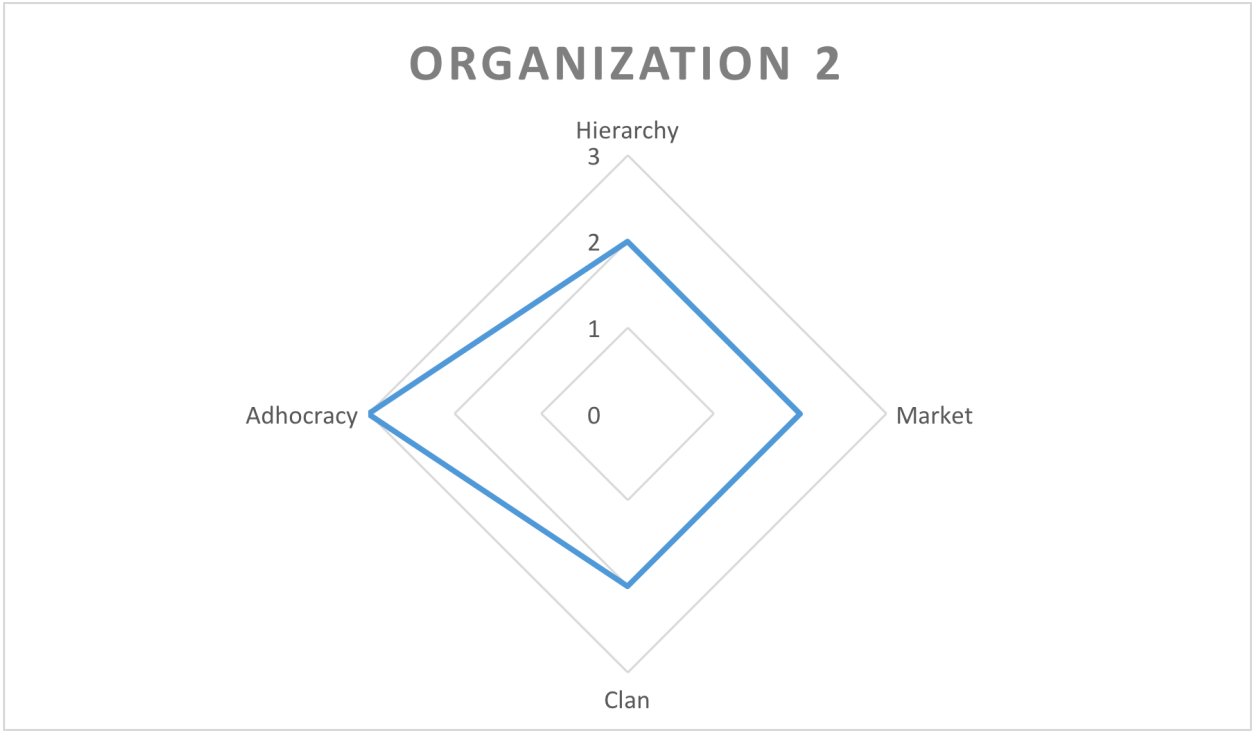 ORGANIZATION 2
Hierarchy
3
2
1
0
Adhocracy
Market
Clan